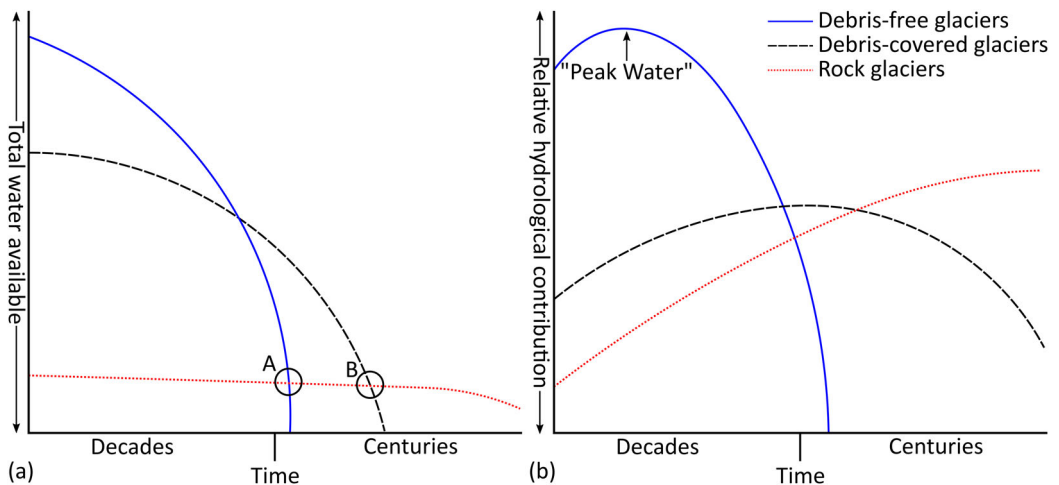 Total water available
A
B
Decades
Centuries
Time
(a)
Relative hydrological contribution
"Peak Water"
Debris-free glaciers
Debris-covered glaciers
Rock glaciers
Decades
Centuries
Time
(b)